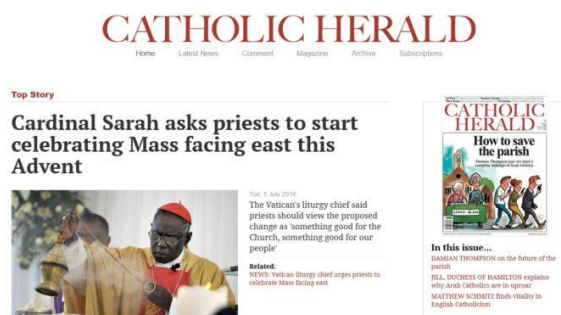 CATHOLIC HERALD
Home Latest News Comment Magazine Archive Subscriptions
Top Story
Cardinal Sarah asks priests to start
celebrating Mass facing east this
Advent
Tue, 5 July 2016
The Vatican's liturgy chief said
priests should view the proposed
change as 'something good for the
Church, something good for our
people'
Related:
NEWS: Vatican liturgy chief urges priests to
celebrate Mass facing east
CATHOLIC
HERALD
How to save
the parish
In this issue...
DAMIAN THOMPSON on the future of the
parish
JILL, DUCHESS OF HAMILTON explains
why Arab Catholics are in uproar
MATTHEW SCHMITZ finds vitality in
English Catholicism